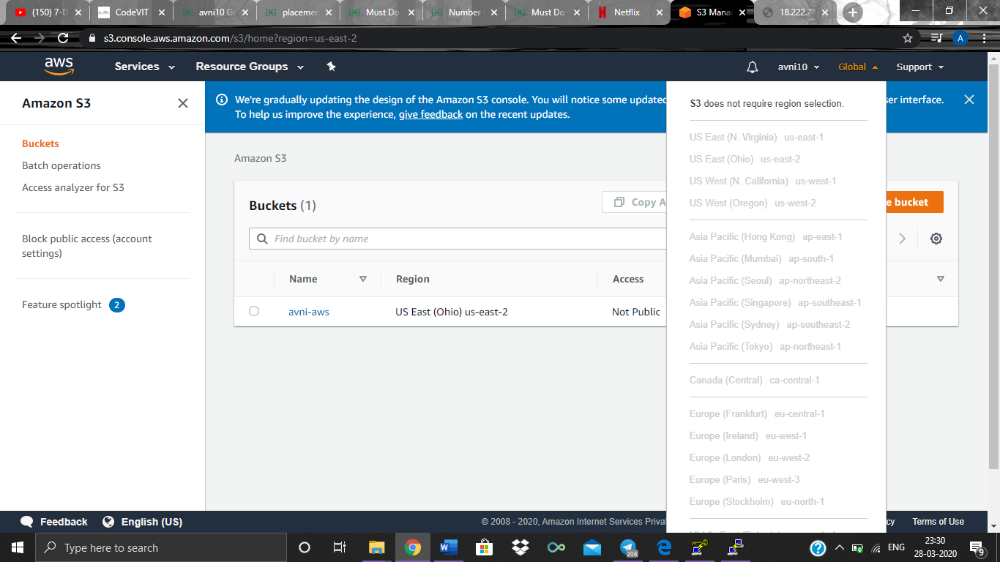 (150) 7-D
CodeVIT
avni10 G
placemen
Must Do
Number
Must Do
Netflix
S3 Mana
18.222.2
s3.console.aws.amazon.com/s3/home?region=us-east-2
A
aws
Services
Resource Groups
avni10
Global
Support
Amazon S3
Buckets
Batch operations
Access analyzer for S3
Block public access (account
settings)
Feature spotlight 2
We're gradually updating the design of the Amazon S3 console. You will notice some updated
ser interface.
To help us improve the experience, give feedback on the recent updates.
Amazon S3
Buckets (1)
Copy A
e bucket
Find bucket by name
Name
Region
Access
avni-aws
US East (Ohio) us-east-2
Not Public
S3 does not require region selection.
US East (N. Virginia) us-east-1
US East (Ohio) us-east-2
US West (N. California) us-west-1
US West (Oregon) us-west-2
Asia Pacific (Hong Kong) ap-east-1
Asia Pacific (Mumbai) ap-south-1
Asia Pacific (Seoul) ap-northeast-2
Asia Pacific (Singapore) ap-southeast-1
Asia Pacific (Sydney) ap-southeast-2
Asia Pacific (Tokyo) ap-northeast-1
Canada (Central) ca-central-1
Europe (Frankfurt) eu-central-1
Europe (Ireland) eu-west-1
Europe (London) eu-west-2
Europe (Paris) eu-west-3
Europe (Stockholm) eu-north-1
Feedback
English (US)
© 2008 - 2020, Amazon Internet Services Privat
cy
Terms of Use
Type here to search
206
ENG
23:30
28-03-2020
9